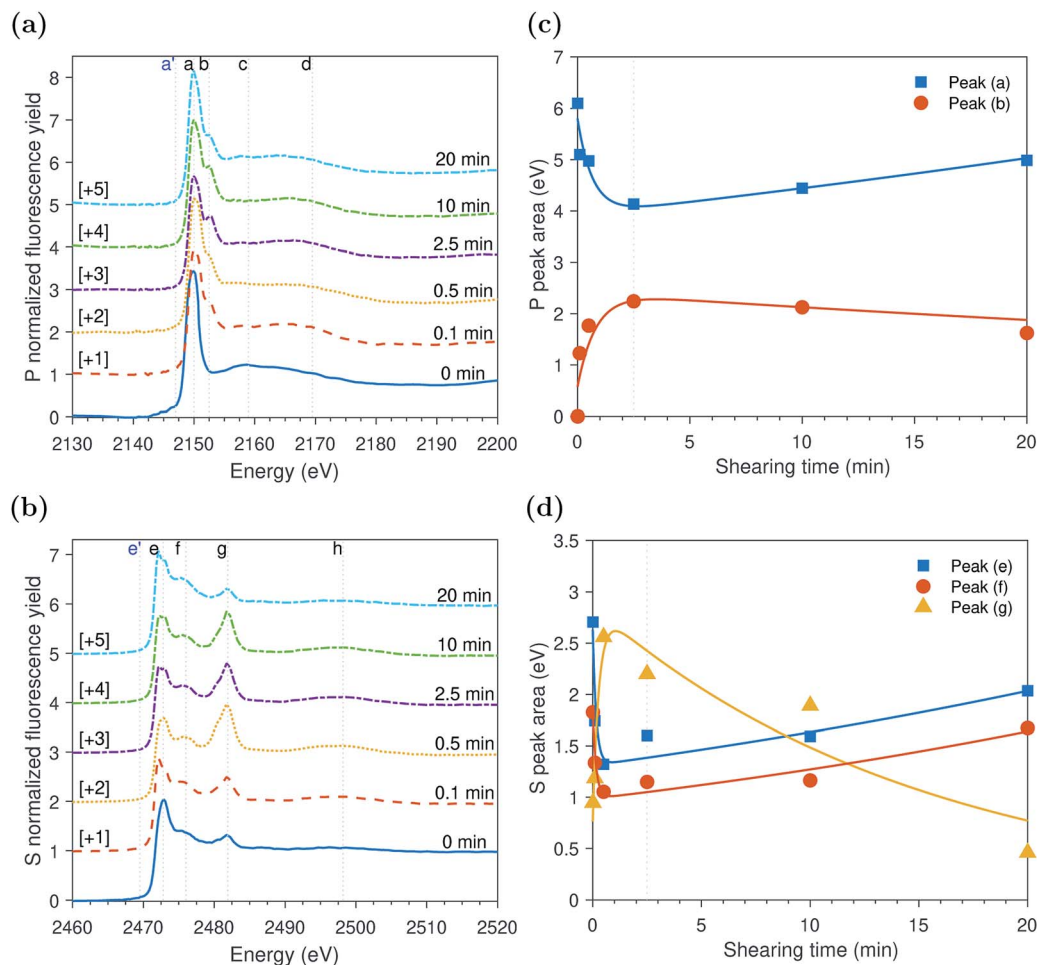 (a)
a' a b c d
P normalized fluorescence yield
8
7
6
5
4
3
2
1
0
[+5]
[+4]
[+3]
[+2]
[+1]
20 min
10 min
2.5 min
0.5 min
0.1 min
0 min
2130 2140 2150 2160 2170 2180 2190 2200
Energy (eV)
(c)
P peak area (eV)
7
6
5
4
3
2
1
0
Peak (a)
Peak (b)
0 5 10 15 20
Shearing time (min)
(b)
e' e f g h
S normalized fluorescence yield
7
6
5
4
3
2
1
0
[+5]
[+4]
[+3]
[+2]
[+1]
20 min
10 min
2.5 min
0.5 min
0.1 min
0 min
2460 2470 2480 2490 2500 2510 2520
Energy (eV)
(d)
S peak area (eV)
3.5
3
2.5
2
1.5
1
0.5
0
Peak (e)
Peak (f)
Peak (g)
0 5 10 15 20
Shearing time (min)